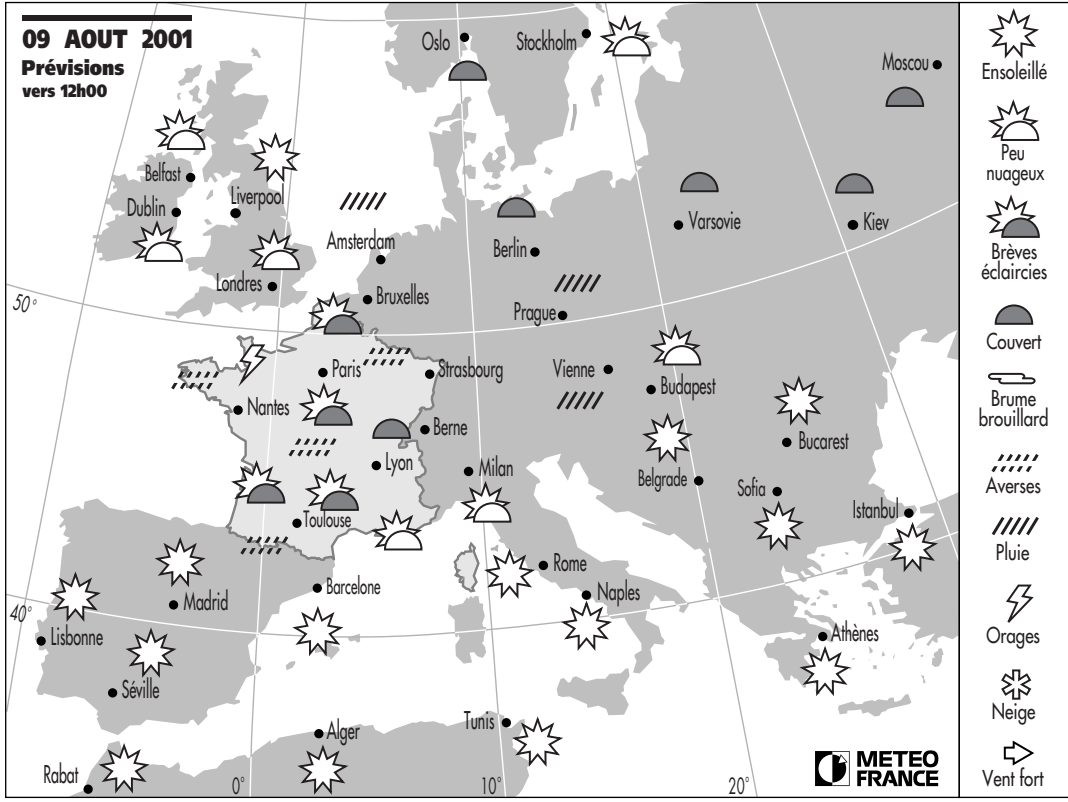 09 AOUT 2001
Prévisions
vers 12h00
Oslo
Stockholm
Moscou
Belfast
Dublin
Liverpool
Varsovie
Kiev
Amsterdam
Berlin
Londres
Bruxelles
50°
Prague
Paris
Strasbourg
Vienne
Budapest
Nantes
Berne
Bucarest
Lyon
Milan
Belgrade
Sofia
Istanbul
Toulouse
Rome
Barcelone
Naples
Madrid
40°
Lisbonne
Athènes
Séville
Tunis
Alger
Rabat
0°
10°
20°
METEO
FRANCE
Ensoleillé
Peu
nuageux
Brèves
éclaircies
Couvert
Brume
brouillard
Averses
Pluie
Orages
Neige
Vent fort